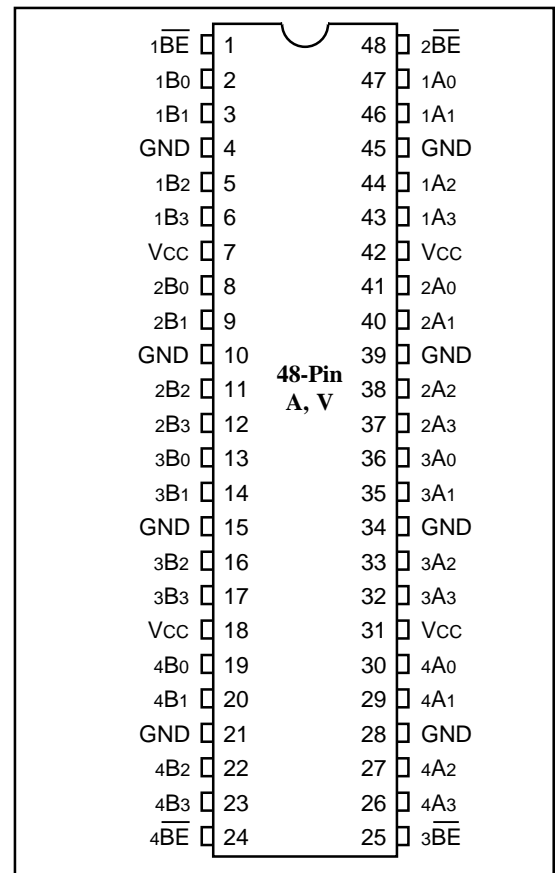 1B̅E̅ 1 48 2B̅E̅
1B0 2 47 1A0
1B1 3 46 1A1
GND 4 45 GND
1B2 5 44 1A2
1B3 6 43 1A3
VCC 7 42 VCC
2B0 8 41 2A0
2B1 9 40 2A1
GND 10 39 GND
48-Pin
A, V
2B2 11 38 2A2
2B3 12 37 2A3
3B0 13 36 3A0
3B1 14 35 3A1
GND 15 34 GND
3B2 16 33 3A2
3B3 17 32 3A3
VCC 18 31 VCC
4B0 19 30 4A0
4B1 20 29 4A1
GND 21 28 GND
4B2 22 27 4A2
4B3 23 26 4A3
4B̅E̅ 24 25 3B̅E̅